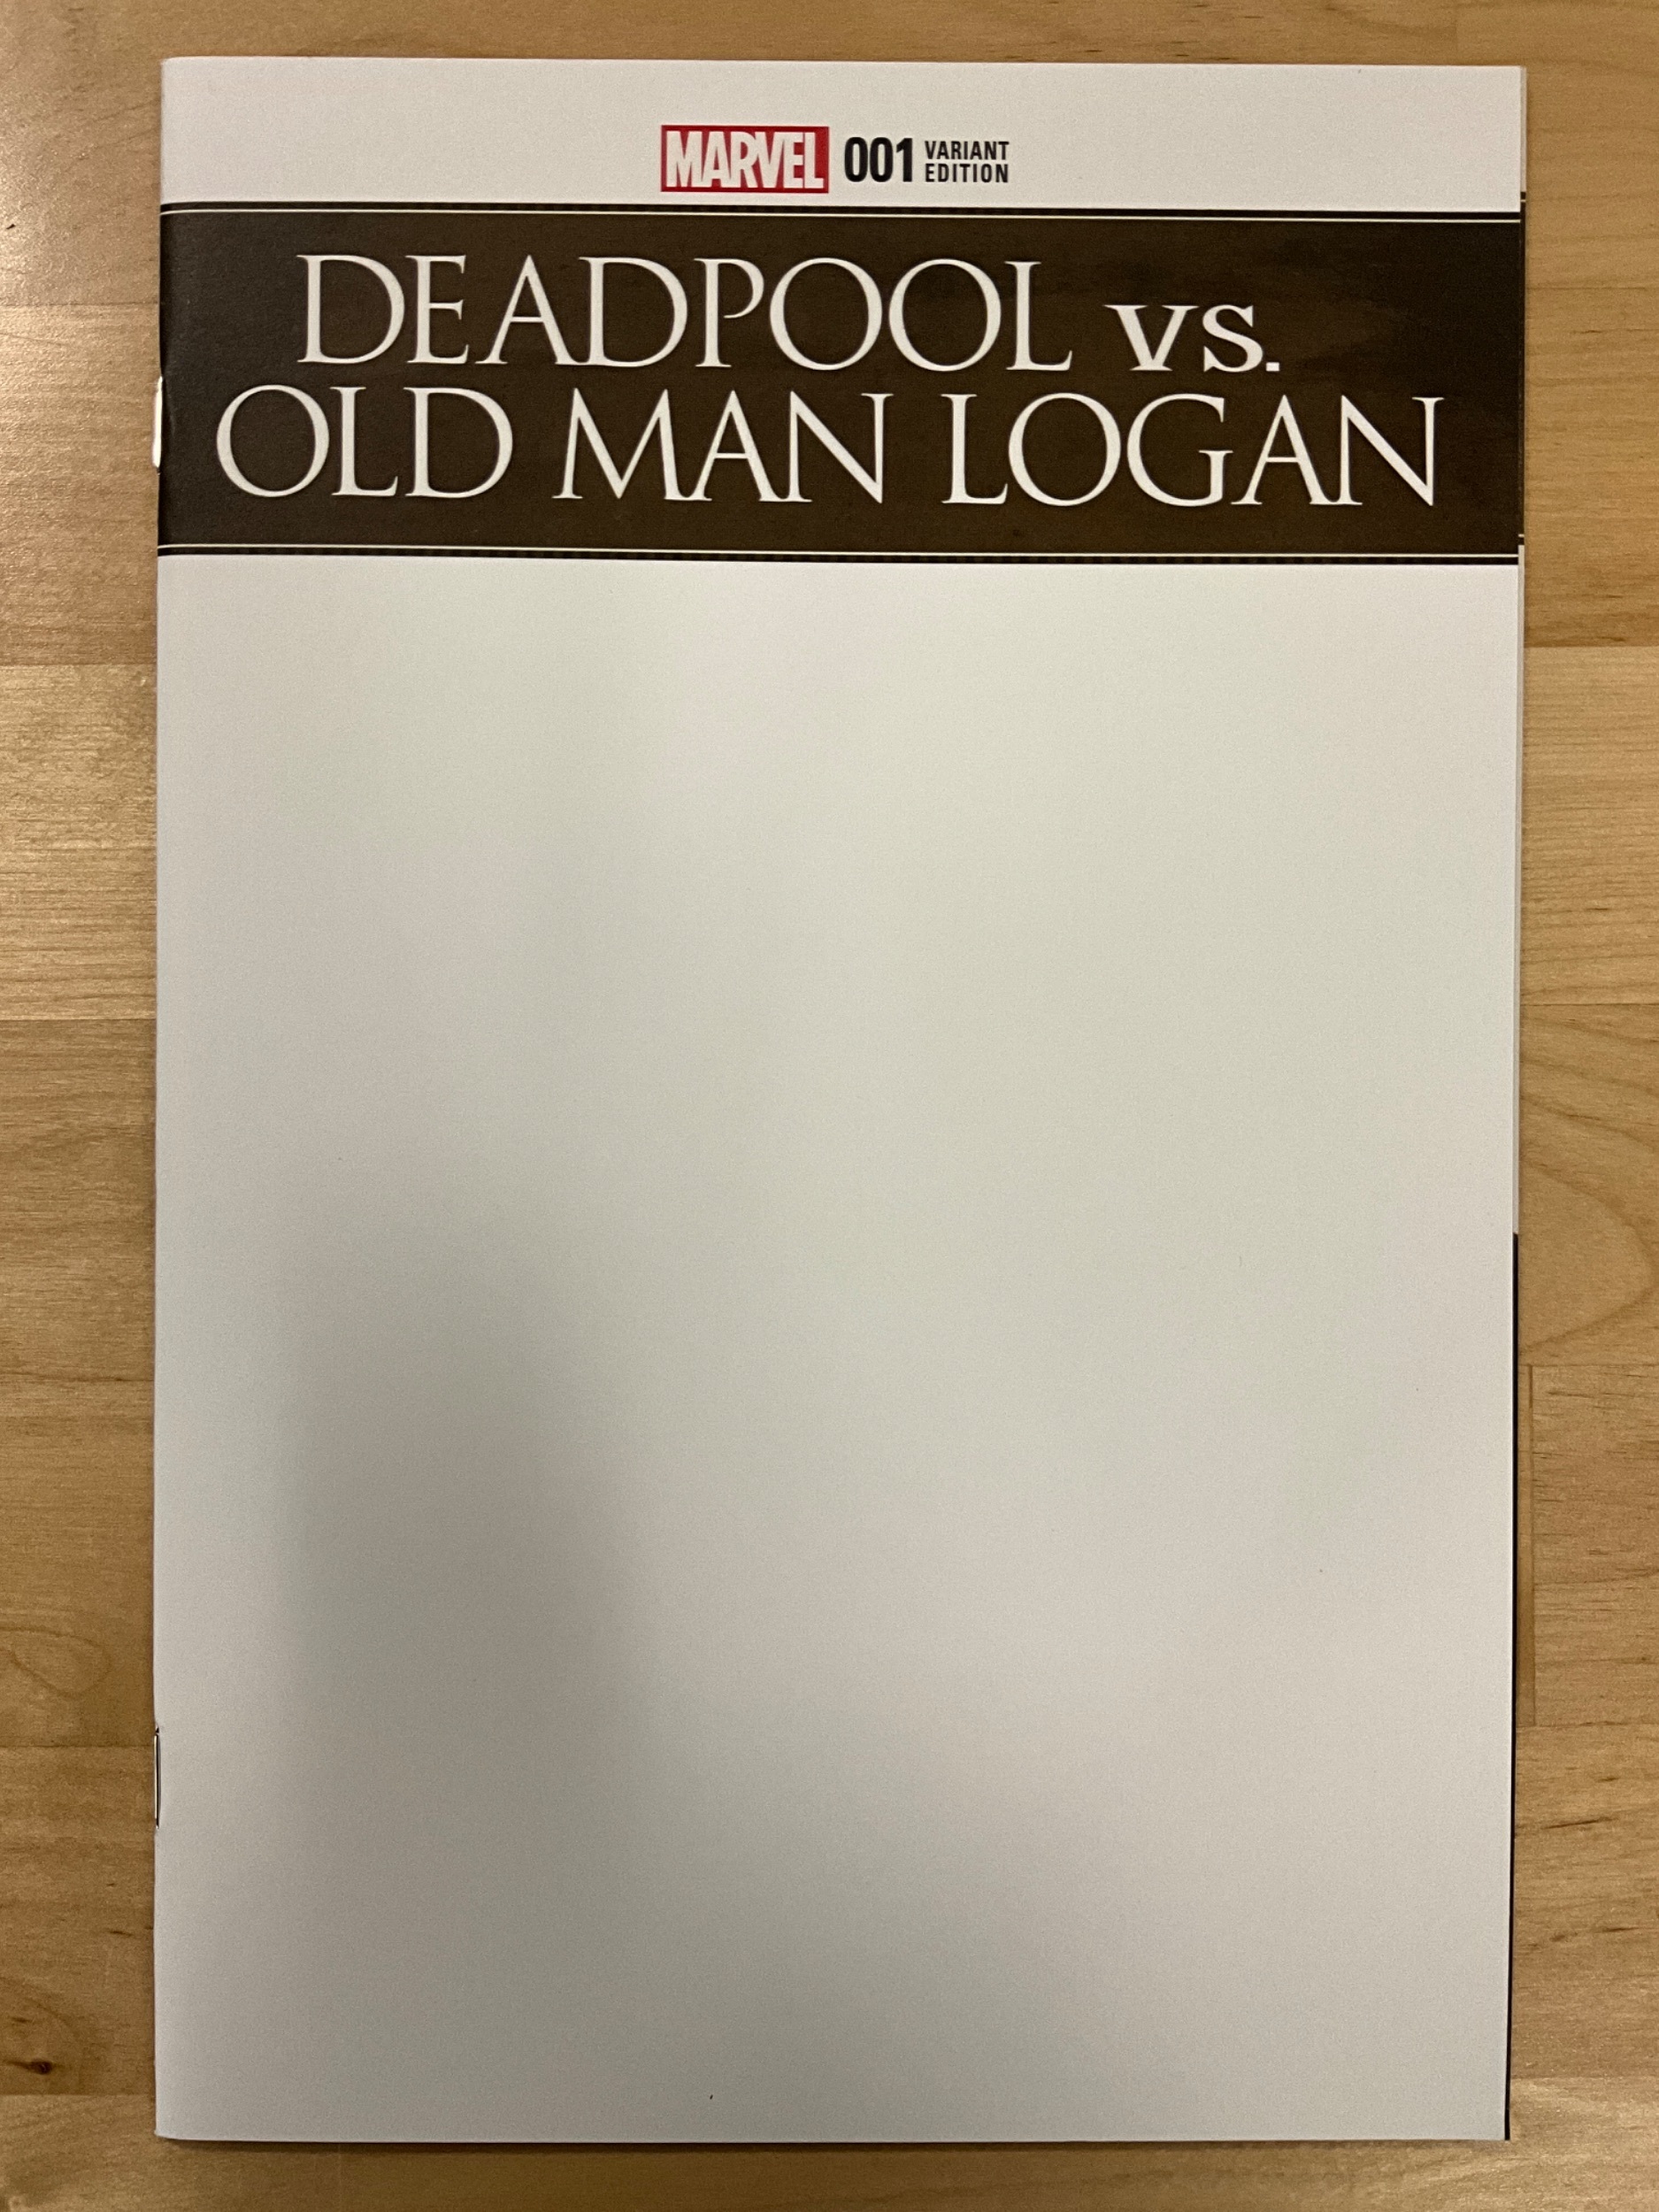 MARVEL 001 VARIANT
EDITION
DEADPOOL vs.
OLD MAN LOGAN